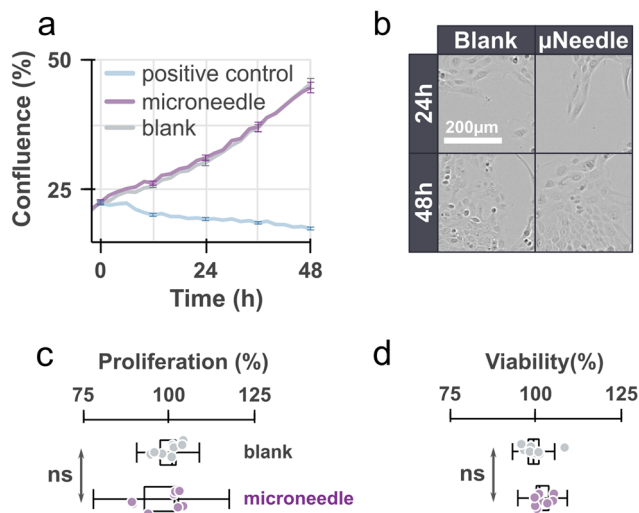 a
50
25
Confluence (%)
positive control
microneedle
blank
0 24 48
Time (h)
b
Blank µNeedle
24h
200µm
48h
c
Proliferation (%)
75 100 125
ns
blank
microneedle
d
Viability(%)
75 100 125
ns